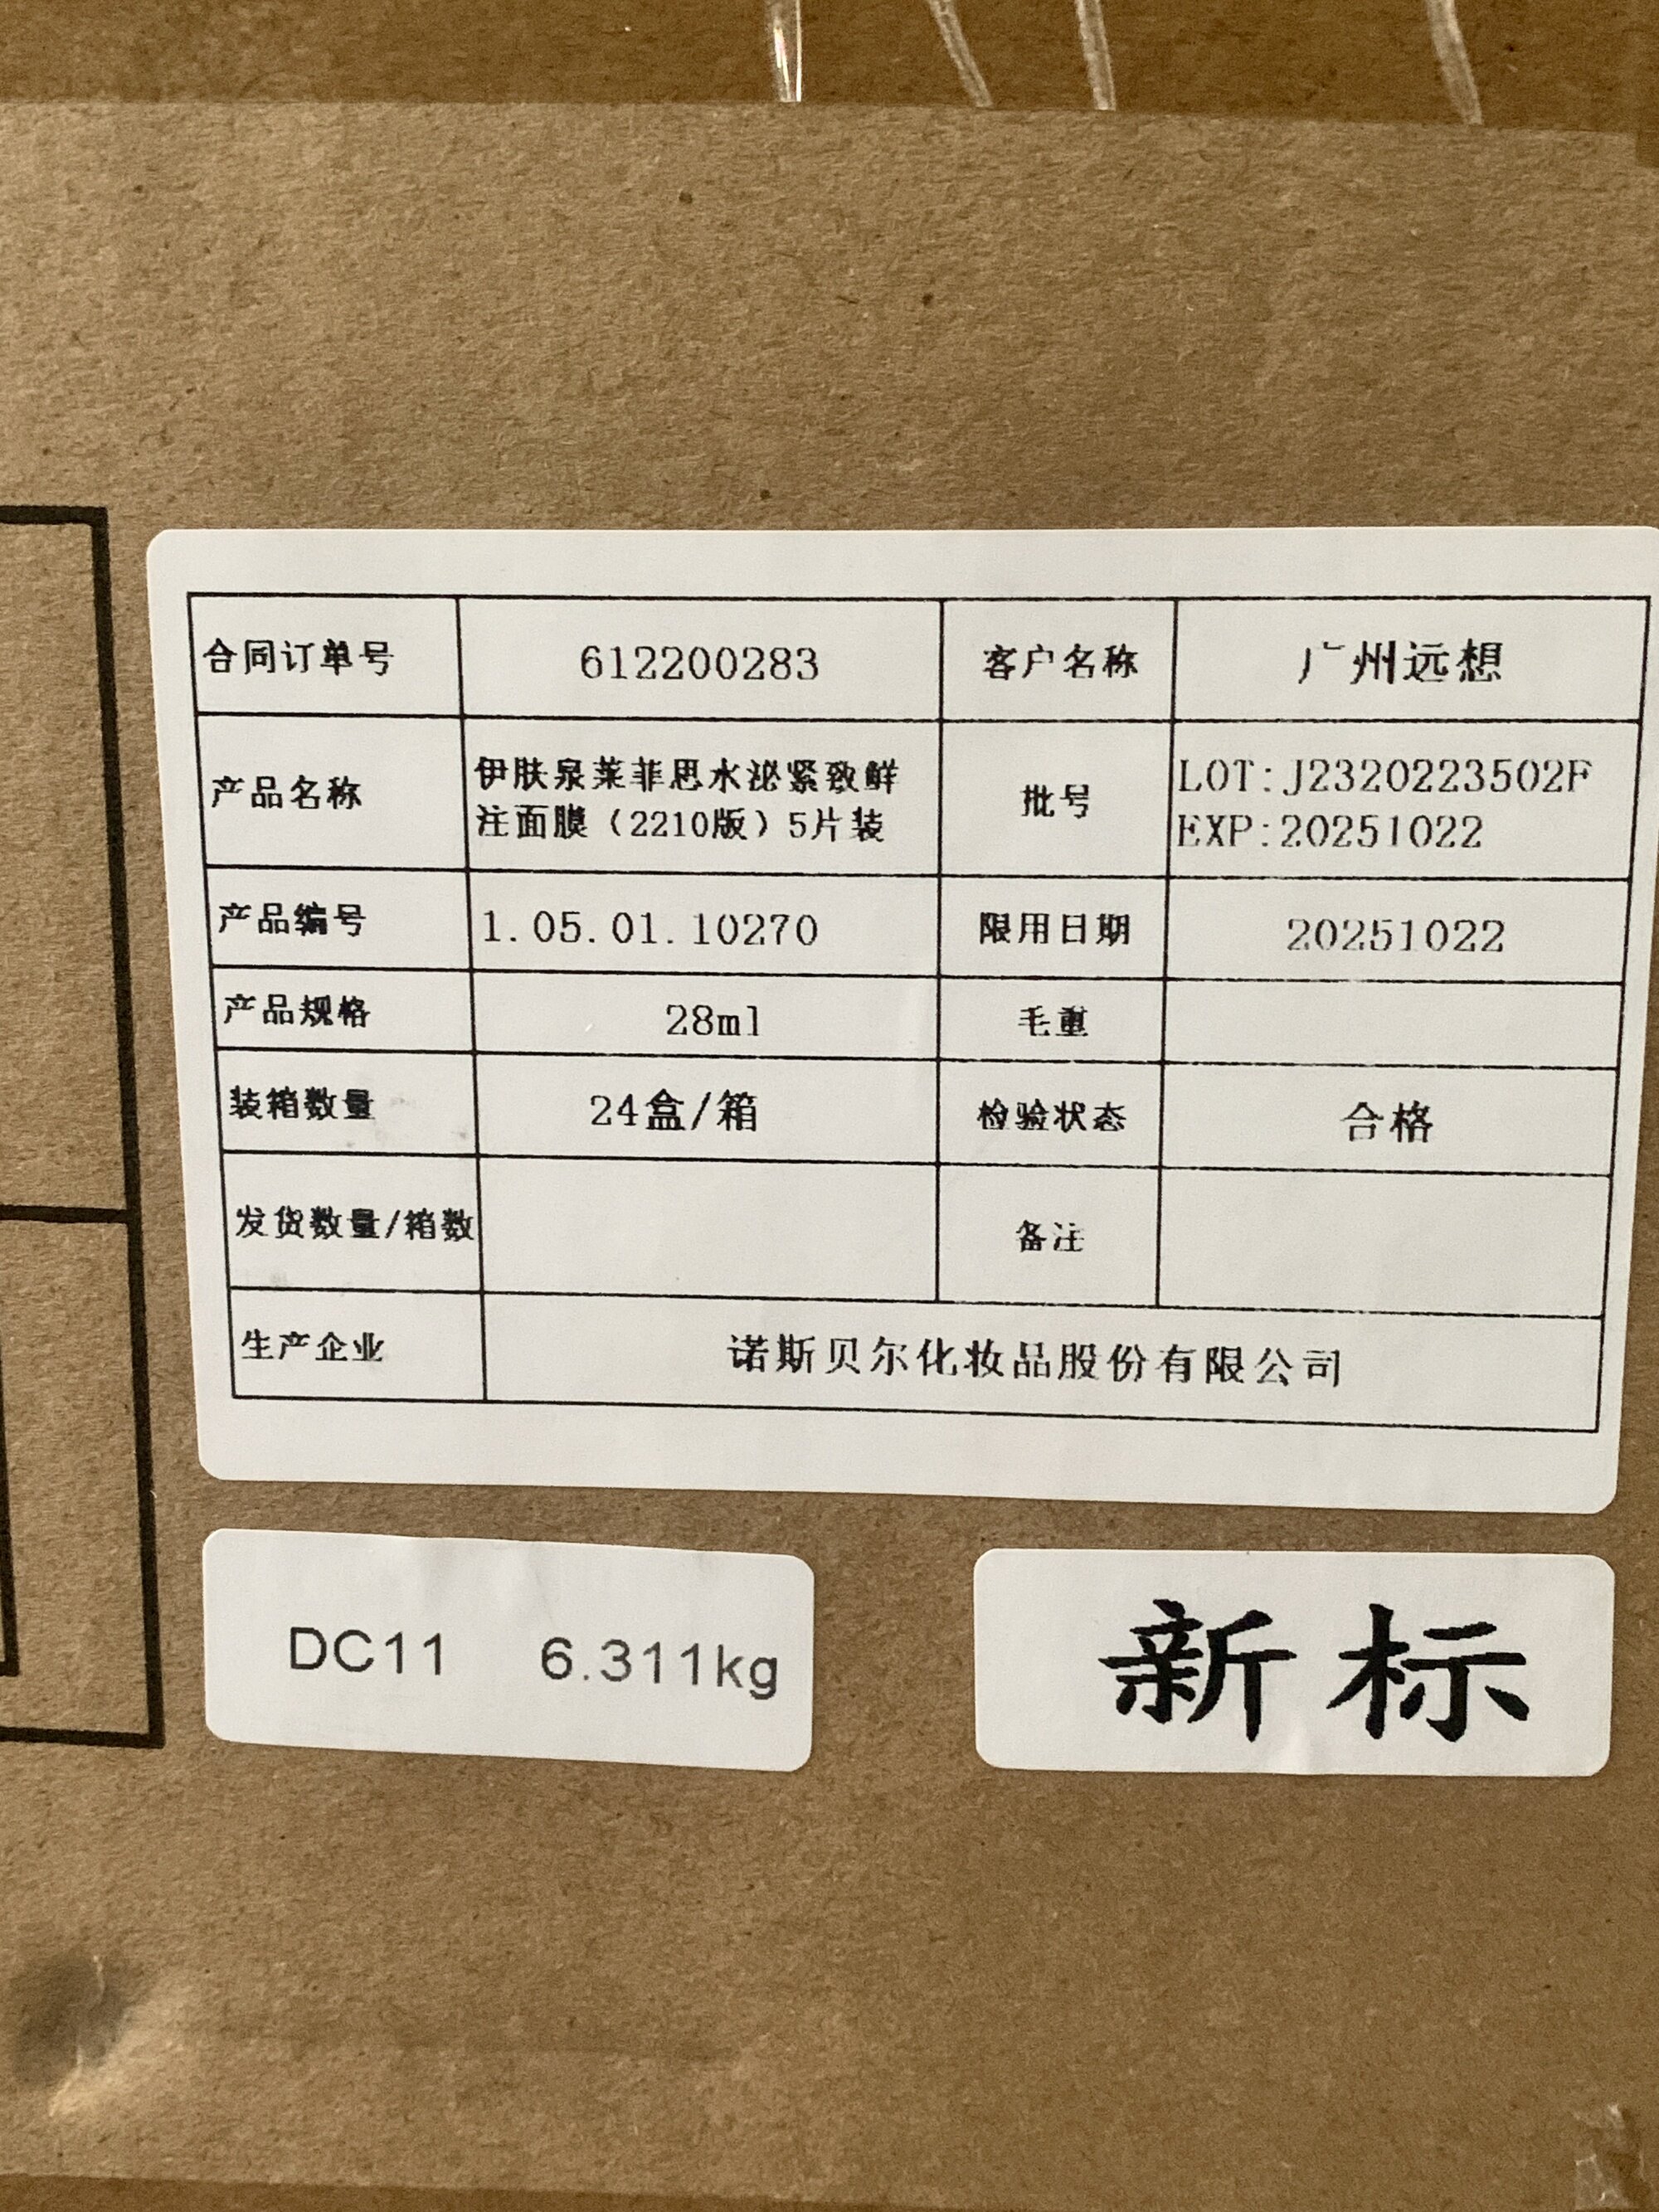 合同订单号 612200283 客户名称 广州远想
产品名称 伊肤泉莱菲思水泌紧致鲜
注面膜（2210版）5片装 批号 LOT:J2320223502F
EXP:20251022
产品编号 1.05.01.10270 限用日期 20251022
产品规格 28ml 毛重
装箱数量 24盒/箱 检验状态 合格
发货数量/箱数 备注
生产企业 诺斯贝尔化妆品股份有限公司
DC11 6.311kg
新标